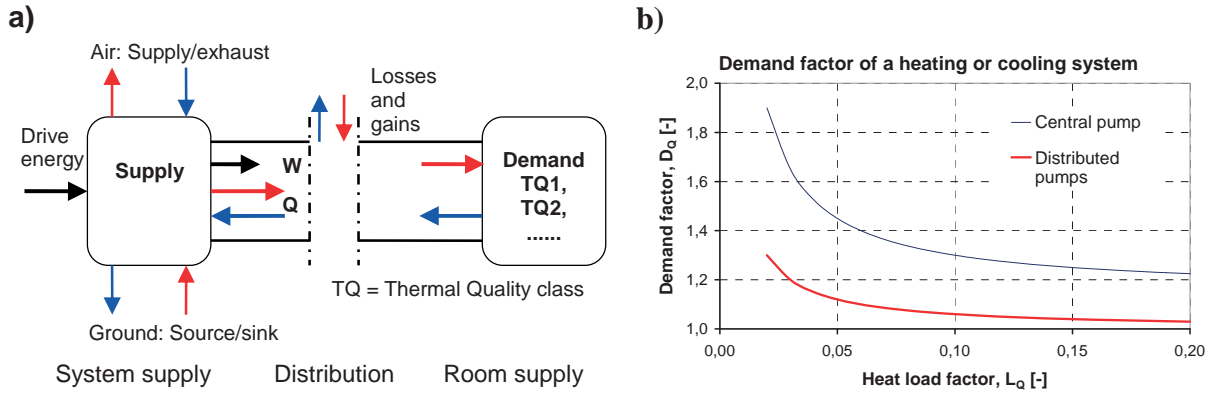 a)
Air: Supply/exhaust
Losses
and
gains
Drive
energy
Supply
W
Q
Demand
TQ1,
TQ2,
......
TQ = Thermal Quality class
Ground: Source/sink
System supply
Distribution
Room supply
b)
Demand factor of a heating or cooling system
Demand factor, D_Q [-]
2,0
1,8
1,6
1,4
1,2
1,0
Central pump
Distributed
pumps
0,00
0,05
0,10
0,15
0,20
Heat load factor, L_Q [-]